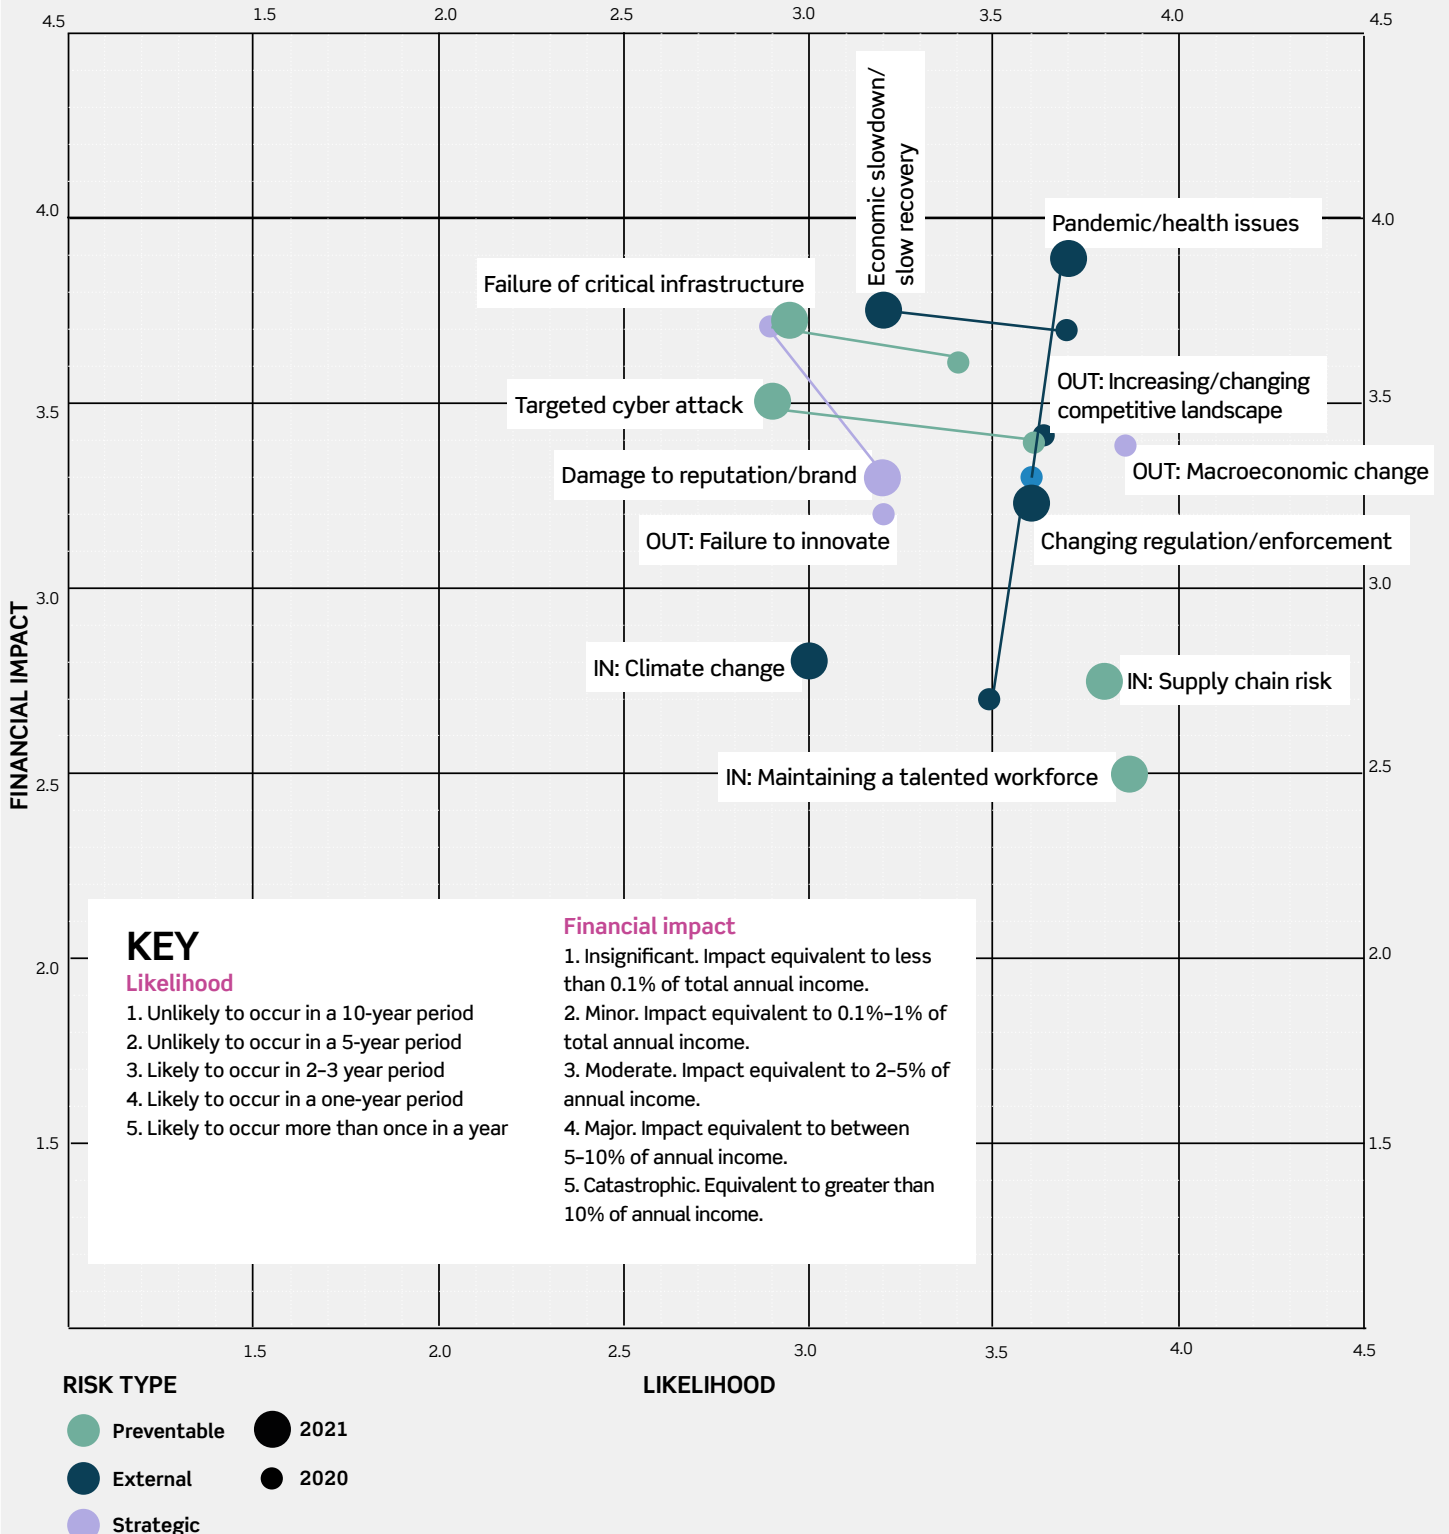 4.5
1.5
2.0
2.5
3.0
3.5
4.0
4.5
Economic slowdown/
slow recovery
4.0
4.0
Pandemic/health issues
Failure of critical infrastructure
OUT: Increasing/changing
competitive landscape
3.5
3.5
Targeted cyber attack
Damage to reputation/brand
OUT: Macroeconomic change
OUT: Failure to innovate
Changing regulation/enforcement
3.0
3.0
FINANCIAL IMPACT
IN: Climate change
IN: Supply chain risk
2.5
2.5
IN: Maintaining a talented workforce
2.0
2.0
1.5
1.5
KEY
Likelihood
1. Unlikely to occur in a 10-year period
2. Unlikely to occur in a 5-year period
3. Likely to occur in 2–3 year period
4. Likely to occur in a one-year period
5. Likely to occur more than once in a year
Financial impact
1. Insignificant. Impact equivalent to less
than 0.1% of total annual income.
2. Minor. Impact equivalent to 0.1%–1% of
total annual income.
3. Moderate. Impact equivalent to 2–5% of
annual income.
4. Major. Impact equivalent to between
5–10% of annual income.
5. Catastrophic. Equivalent to greater than
10% of annual income.
1.5
2.0
2.5
3.0
3.5
4.0
4.5
LIKELIHOOD
RISK TYPE
Preventable
2021
External
2020
Strategic